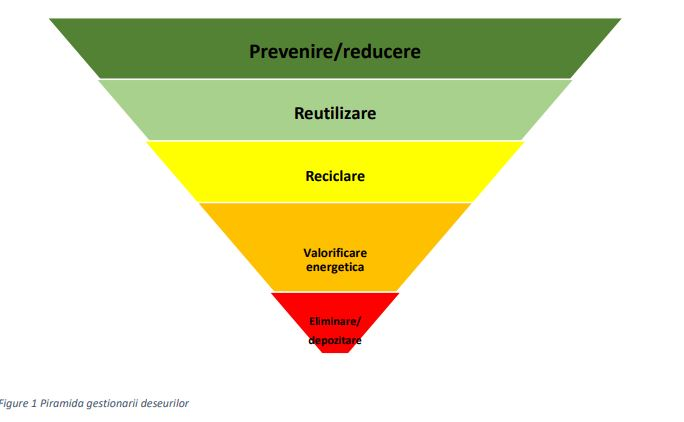 Prevenire/reducere
Reutilizare
Reciclare
Valorificare
energetica
Eliminare/
depozitare
Figure 1 Piramida gestionarii deseurilor